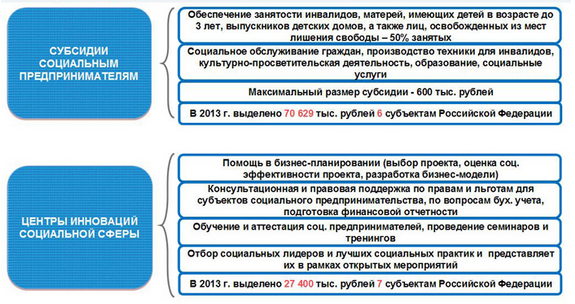 СУБСИДИИ
СОЦИАЛЬНЫМ
ПРЕДПРИНИМАТЕЛЯМ
Обеспечение занятости инвалидов, матерей, имеющих детей в возрасте до
3 лет, выпускников детских домов, а также лиц, освобожденных из мест
лишения свободы – 50% занятых
Социальное обслуживание граждан, производство техники для инвалидов,
культурно-просветительская деятельность, образование, социальные
услуги
Максимальный размер субсидии - 600 тыс. рублей
В 2013 г. выделено 70 629 тыс. рублей 6 субъектам Российской Федерации
ЦЕНТРЫ ИННОВАЦИЙ
СОЦИАЛЬНОЙ СФЕРЫ
Помощь в бизнес-планировании (выбор проекта, оценка соц.
эффективности проекта, разработка бизнес-модели)
Консультационная и правовая поддержка по правам и льготам для
субъектов социального предпринимательства, по вопросам бух. учета,
подготовка финансовой отчетности
Обучение и аттестация соц. предпринимателей, проведение семинаров и
тренингов
Отбор социальных лидеров и лучших социальных практик и представляет
их в рамках открытых мероприятий
В 2013 г. выделено 27 400 тыс. рублей 7 субъектам Российской Федерации